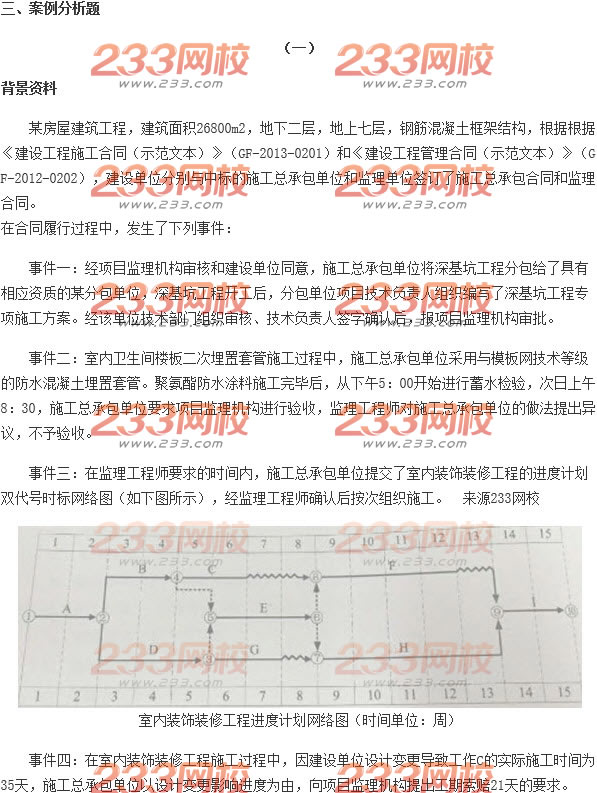 三、案例分析题
(一)
背景资料
某房屋建筑工程，建筑面积26800m2，地下二层，地上七层，钢筋混凝土框架结构，根据根据
《建设工程施工合同（示范文本）》（GF-2013-0201）和《建设工程管理合同（示范文本）》（G
F-2012-0202），建设单位分别与中标的施工总承包单位和监理单位签订了施工总承包合同和监理
合同。
在合同履行过程中，发生了下列事件：
事件一：经项目监理机构审核和建设单位同意，施工总承包单位将深基坑工程分包给了具有
相应资质的某分包单位，深基坑工程开工后，分包单位项目技术负责人组织编写了深基坑工程专
项施工方案。经该单位技术部门组织审核、技术负责人签字确认后，报项目监理机构审批。
事件二：室内卫生间楼板二次埋置套管施工过程中，施工总承包单位采用与模板网技术等级
的防水混凝土埋置套管。聚氨酯防水涂料施工完毕后，从下午5：00开始进行蓄水检验，次日上午
8：30，施工总承包单位要求项目监理机构进行验收，监理工程师对施工总承包单位的做法提出异
议，不予验收。
事件三：在监理工程师要求的时间内，施工总承包单位提交了室内装饰装修工程的进度计划
双代号时标网络图（如下图所示），经监理工程师确认后按次组织施工。 来源233网校
1 2 3 4 5 6 7 8 9 10 11 12 13 14 15
B ④ C ⑧ F
① A ② ⑤ E ⑥ ⑨ I ⑩
D ③ G ⑦ H
1 2 3 4 5 6 7 8 9 10 11 12 13 14 15
室内装饰装修工程进度计划网络图（时间单位：周）
事件四：在室内装饰装修工程施工过程中，因建设单位设计变更导致工作C的实际施工时间为
35天，施工总承包单位以设计变更影响进度为由，向项目监理机构提出工期索赔21天的要求。
233网校
www.233.com